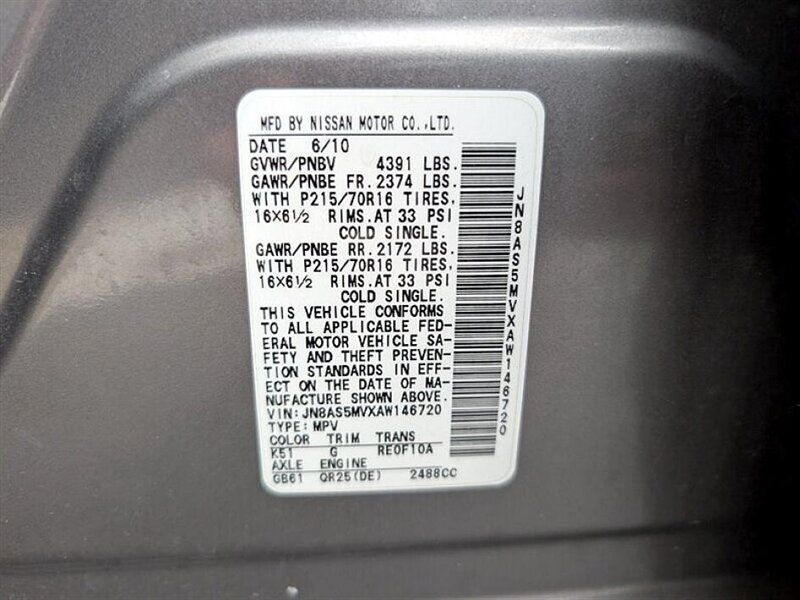 MFD BY NISSAN MOTOR CO.,LTD.
DATE 6/10
GVWR/PNBV 4391 LBS.
GAWR/PNBE FR. 2374 LBS.
WITH P215/70R16 TIRES,
16X6½ RIMS. AT 33 PSI
COLD SINGLE.
GAWR/PNBE RR. 2172 LBS.
WITH P215/70R16 TIRES,
16X6½ RIMS. AT 33 PSI
COLD SINGLE.
THIS VEHICLE CONFORMS
TO ALL APPLICABLE FED-
ERAL MOTOR VEHICLE SA-
FETY AND THEFT PREVEN-
TION STANDARDS IN EFF-
ECT ON THE DATE OF MA-
NUFACTURE SHOWN ABOVE.
VIN: JN8AS5MVXAW146720
TYPE: MPV
COLOR TRIM TRANS
K51 G RE0F10A
AXLE ENGINE
GB61 QR25(DE) 2488CC
JN8AS5MVXAW146720